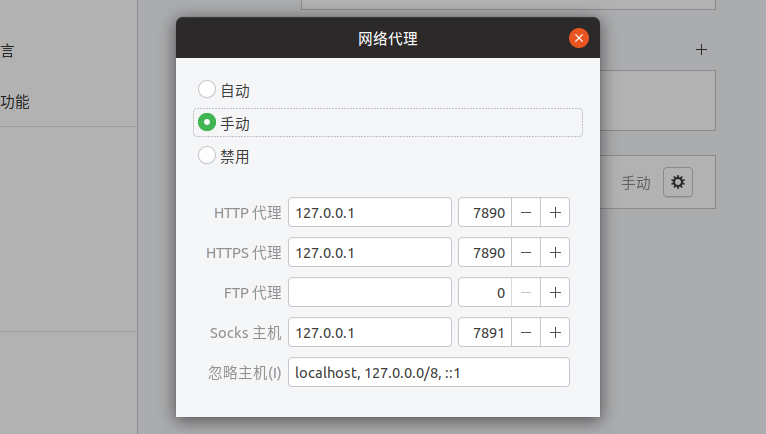 网络代理
言
功能
自动
手动
禁用
手动
HTTP 代理 127.0.0.1 7890 − +
HTTPS 代理 127.0.0.1 7890 − +
FTP 代理 0 − +
Socks 主机 127.0.0.1 7891 − +
忽略主机(I) localhost, 127.0.0.0/8, ::1